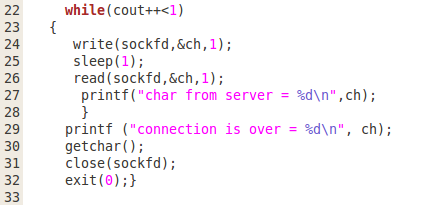 22 while(cout++<1)
23 {
24 write(sockfd,&ch,1);
25 sleep(1);
26 read(sockfd,&ch,1);
27 printf("char from server = %d\n",ch);
28 }
29 printf ("connection is over = %d\n", ch);
30 getchar();
31 close(sockfd);
32 exit(0);}
33